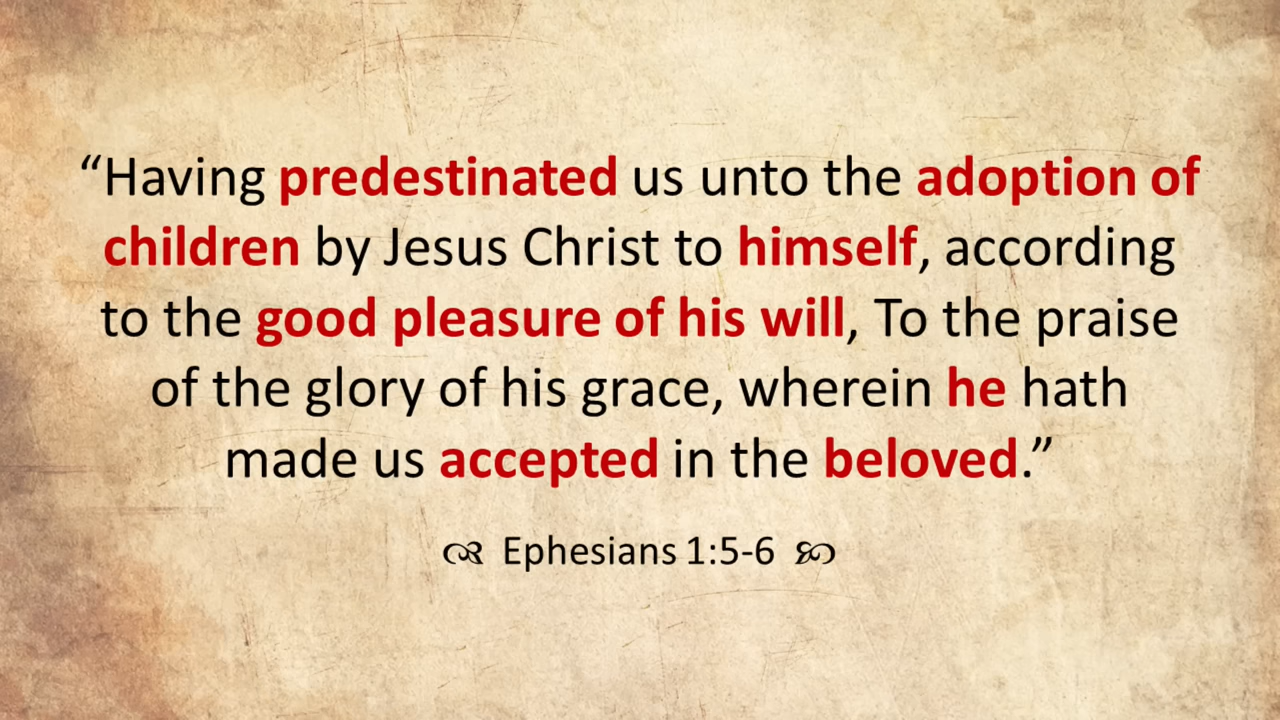 “Having predestinated us unto the adoption of
children by Jesus Christ to himself, according
to the good pleasure of his will, To the praise
of the glory of his grace, wherein he hath
made us accepted in the beloved.”
Ephesians 1:5-6